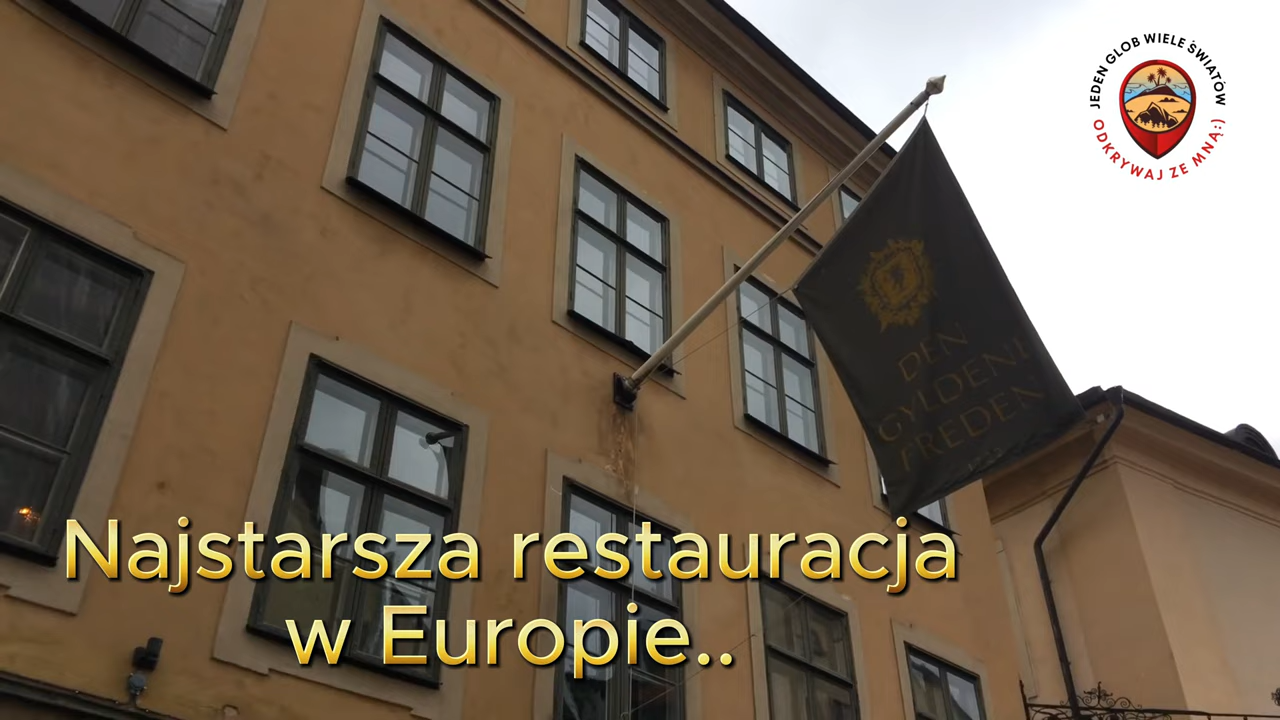 JEDEN GLOB WIELE ŚWIATÓW
ODKRYWAJ ZE MNĄ:)
DEN
GYLDENE
FREDEN
Najstarsza restauracja
w Europie..